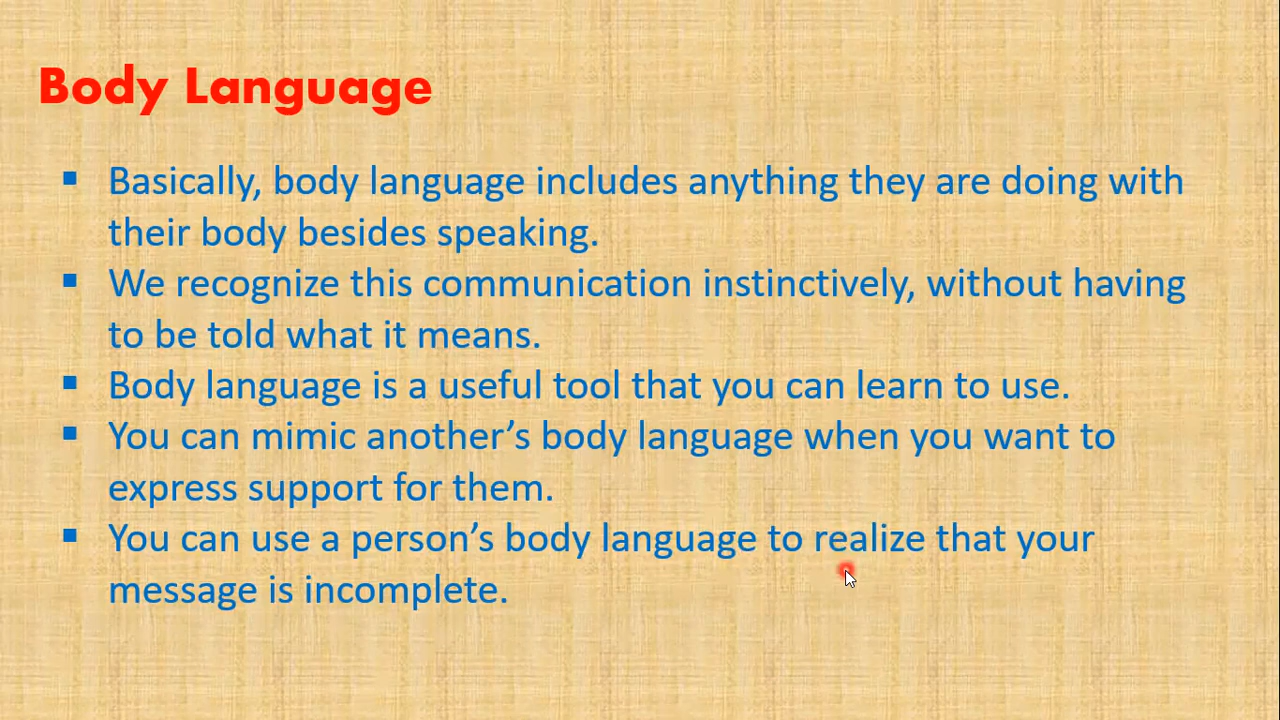 Body Language
▪ Basically, body language includes anything they are doing with
their body besides speaking.
▪ We recognize this communication instinctively, without having
to be told what it means.
▪ Body language is a useful tool that you can learn to use.
▪ You can mimic another’s body language when you want to
express support for them.
▪ You can use a person’s body language to realize that your
message is incomplete.